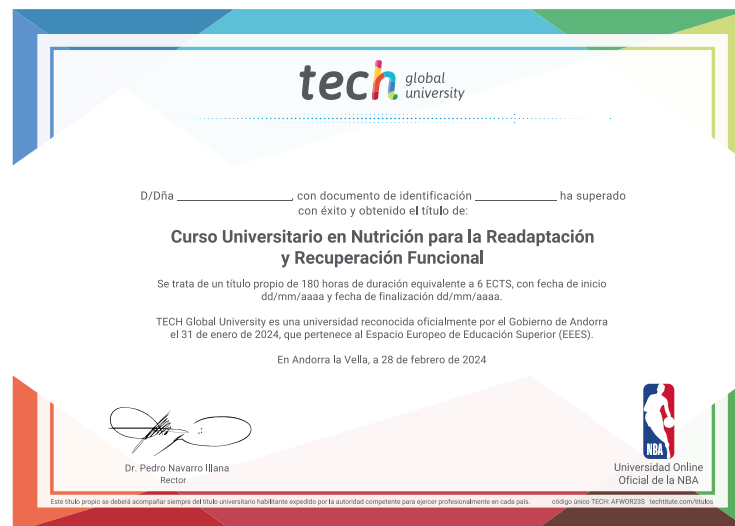 tech global university
D/Dña ______________, con documento de identificación __________ ha superado
con éxito y obtenido el título de:
Curso Universitario en Nutrición para la Readaptación
y Recuperación Funcional
Se trata de un título propio de 180 horas de duración equivalente a 6 ECTS, con fecha de inicio
dd/mm/aaaa y fecha de finalización dd/mm/aaaa.
TECH Global University es una universidad reconocida oficialmente por el Gobierno de Andorra
el 31 de enero de 2024, que pertenece al Espacio Europeo de Educación Superior (EEES).
En Andorra la Vella, a 28 de febrero de 2024
Dr. Pedro Navarro Illana
Rector
NBA
Universidad Online
Oficial de la NBA
Este título propio se deberá acompañar siempre del título universitario habilitante expedido por la autoridad competente para ejercer profesionalmente en cada país. código único TECH: AFWOR23S techtitute.com/titulos